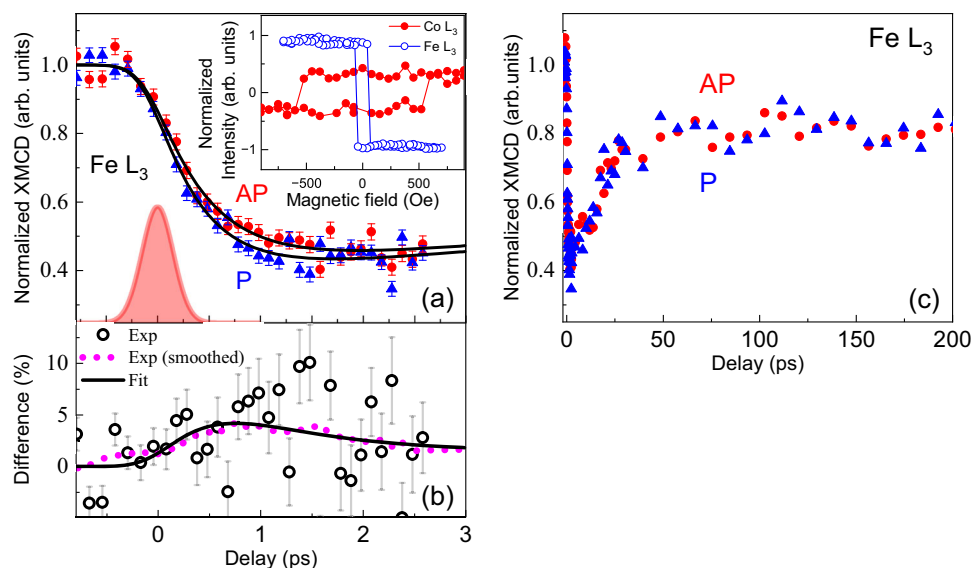 Normalized XMCD (arb. units)
1.0
0.8
0.6
0.4
Fe L3
AP
P
(a)
Normalized
Intensity (arb. units)
1
0
−1
Co L3
Fe L3
−500 0 500
Magnetic field (Oe)
Difference (%)
10
5
0
Exp
Exp (smoothed)
Fit
(b)
0 1 2 3
Delay (ps)
Normalized XMCD (arb.units)
1.0
0.8
0.6
0.4
Fe L3
AP
P
(c)
0 50 100 150 200
Delay (ps)